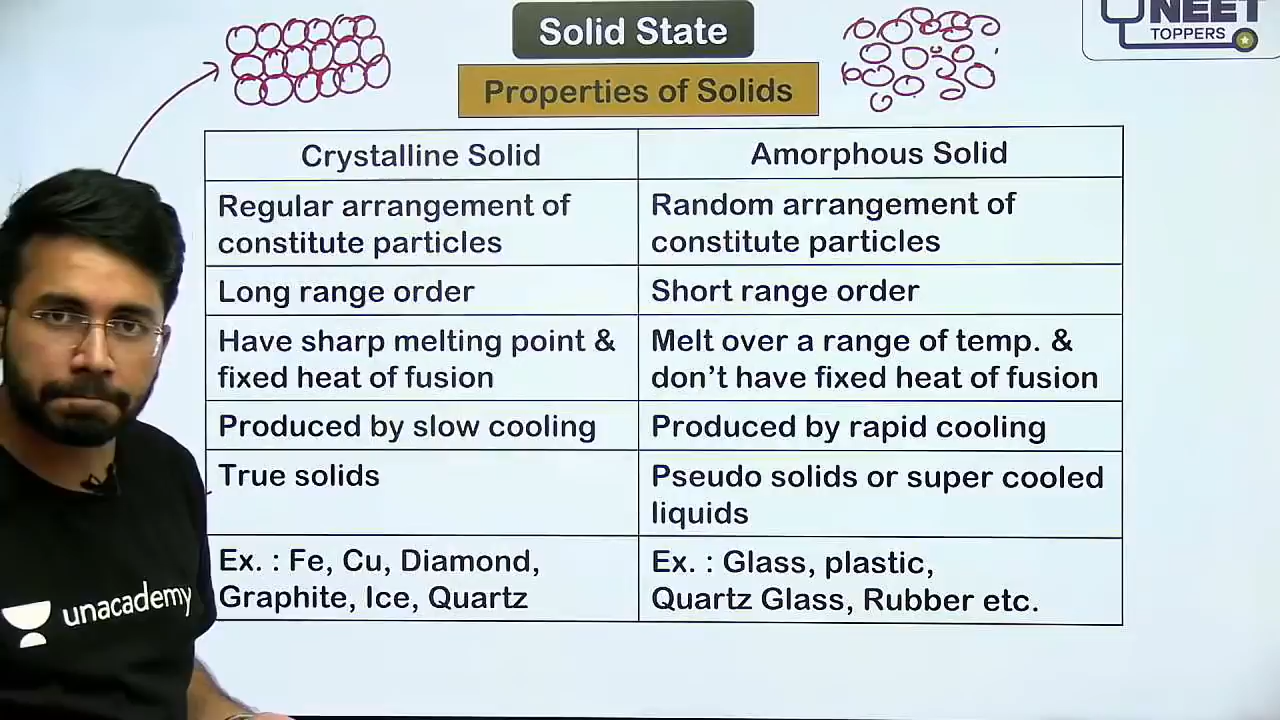 Solid State
NEET
TOPPERS
Properties of Solids
Crystalline Solid
Amorphous Solid
Regular arrangement of
constitute particles
Random arrangement of
constitute particles
Long range order
Short range order
Have sharp melting point &
fixed heat of fusion
Melt over a range of temp. &
don't have fixed heat of fusion
Produced by slow cooling
Produced by rapid cooling
True solids
Pseudo solids or super cooled
liquids
Ex. : Fe, Cu, Diamond,
Graphite, Ice, Quartz
Ex. : Glass, plastic,
Quartz Glass, Rubber etc.
unacademy